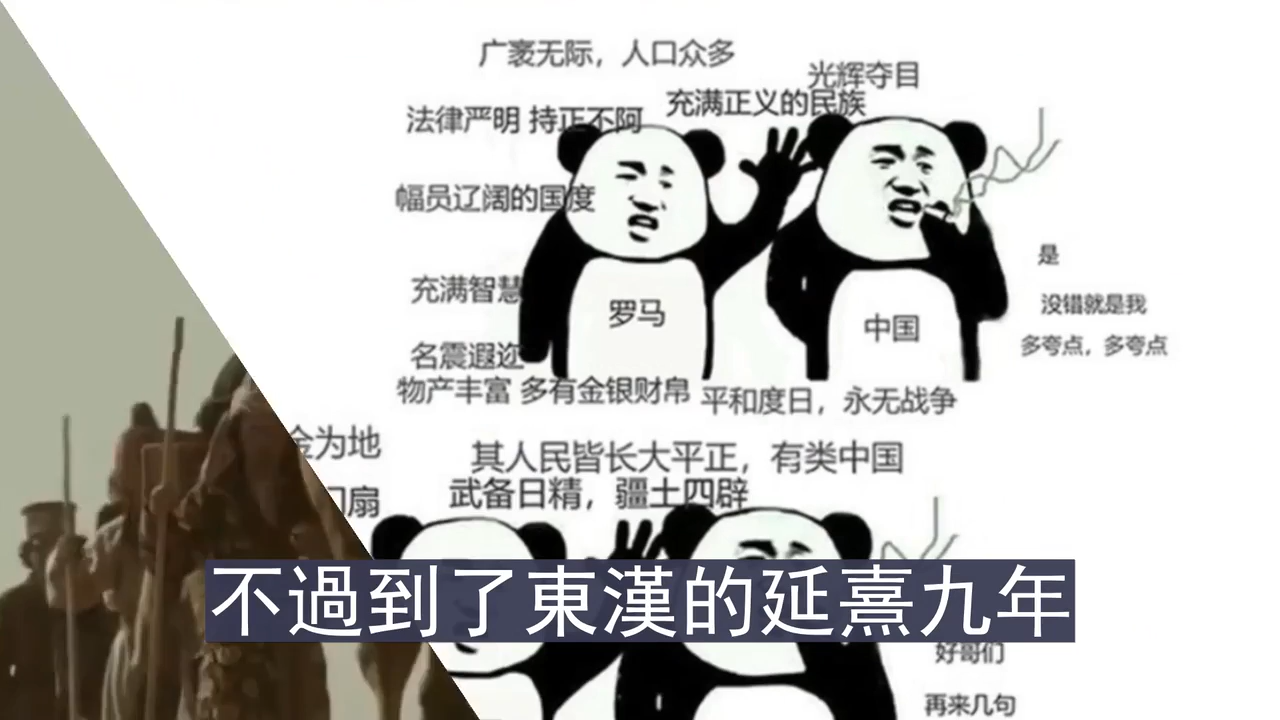 广袤无际，人口众多
光辉夺目
充满正义的民族
法律严明 持正不阿
幅员辽阔的国度
充满智慧
罗马
中国
是
没错就是我
多夸点，多夸点
名震遐迩
物产丰富 多有金银财帛
平和度日，永无战争
金为地
门扇
其人民皆长大平正，有类中国
武备日精，疆土四辟
不過到了東漢的延熹九年
好哥们
再来几句